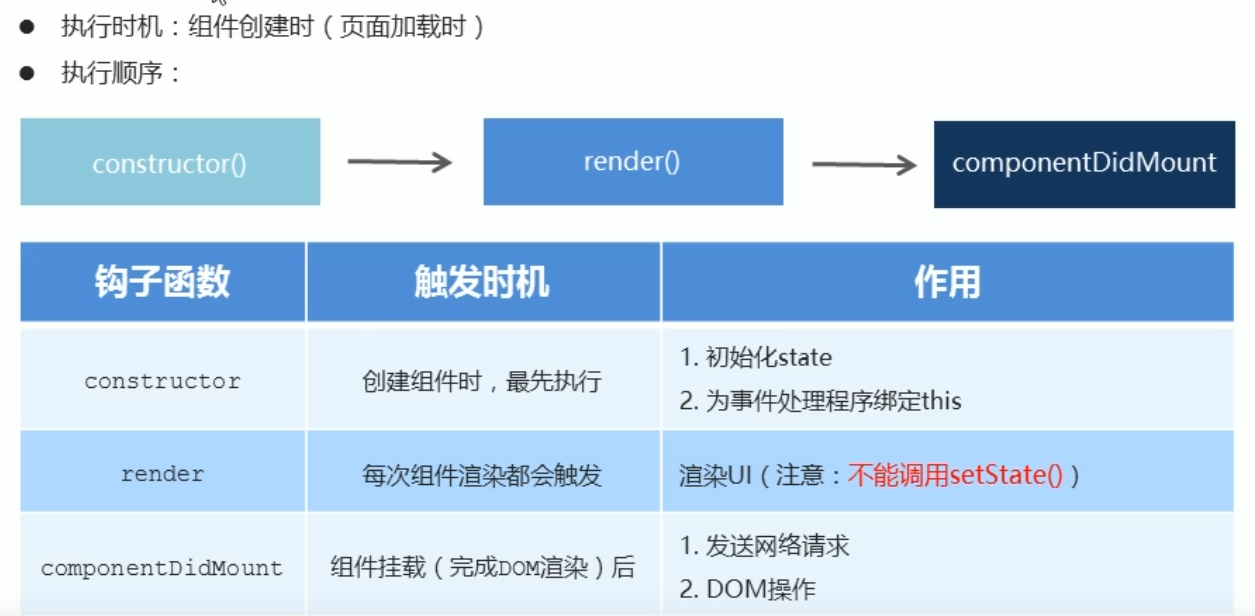 ● 执行时机：组件创建时（页面加载时）
● 执行顺序：
constructor()
render()
componentDidMount
钩子函数 触发时机 作用
constructor 创建组件时，最先执行
1. 初始化state
2. 为事件处理程序绑定this
render 每次组件渲染都会触发 渲染UI（注意：不能调用setState()）
componentDidMount 组件挂载（完成DOM渲染）后
1. 发送网络请求
2. DOM操作